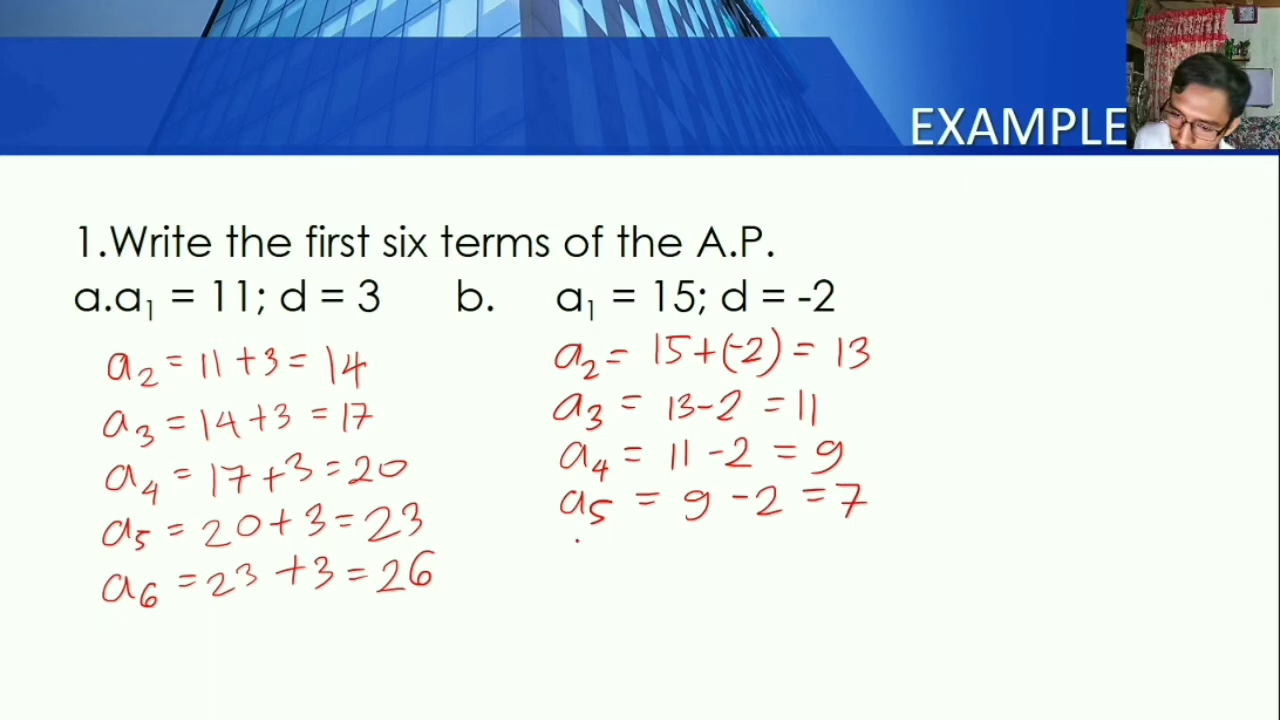 EXAMPLE
1.Write the first six terms of the A.P.
a.a₁ = 11; d = 3 b. a₁ = 15; d = -2
a₂ = 11 + 3 = 14
a₃ = 14 + 3 = 17
a₄ = 17 + 3 = 20
a₅ = 20 + 3 = 23
a₆ = 23 + 3 = 26
a₂ = 15 + (-2) = 13
a₃ = 13 - 2 = 11
a₄ = 11 - 2 = 9
a₅ = 9 - 2 = 7